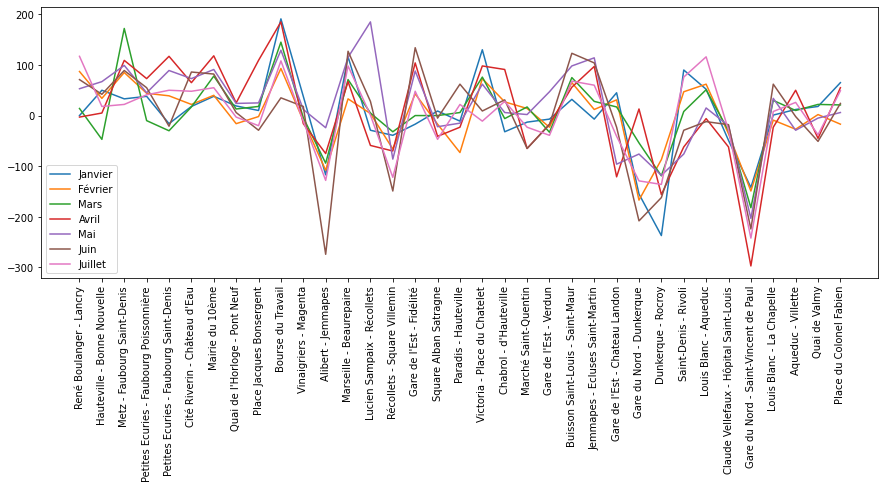 200
100
0
−100
−200
−300
Janvier
Février
Mars
Avril
Mai
Juin
Juillet
René Boulanger - Lancry
Hauteville - Bonne Nouvelle
Metz - Faubourg Saint-Denis
Petites Ecuries - Faubourg Poissonnière
Petites Ecuries - Faubourg Saint-Denis
Cité Riverin - Château d'Eau
Mairie du 10ème
Quai de l'Horloge - Pont Neuf
Place Jacques Bonsergent
Bourse du Travail
Vinaigriers - Magenta
Alibert - Jemmapes
Marseille - Beaurepaire
Lucien Sampaix - Récollets
Récollets - Square Villemin
Gare de l'Est - Fidélité
Square Alban Satragne
Paradis - Hauteville
Victoria - Place du Chatelet
Chabrol - d'Hauteville
Marché Saint-Quentin
Gare de l'Est - Verdun
Buisson Saint-Louis - Saint-Maur
Jemmapes - Ecluses Saint-Martin
Gare de l'Est - Chateau Landon
Gare du Nord - Dunkerque
Dunkerque - Rocroy
Saint-Denis - Rivoli
Louis Blanc - Aqueduc
Claude Vellefaux - Hôpital Saint-Louis
Gare du Nord - Saint-Vincent de Paul
Louis Blanc - La Chapelle
Aqueduc - Villette
Quai de Valmy
Place du Colonel Fabien